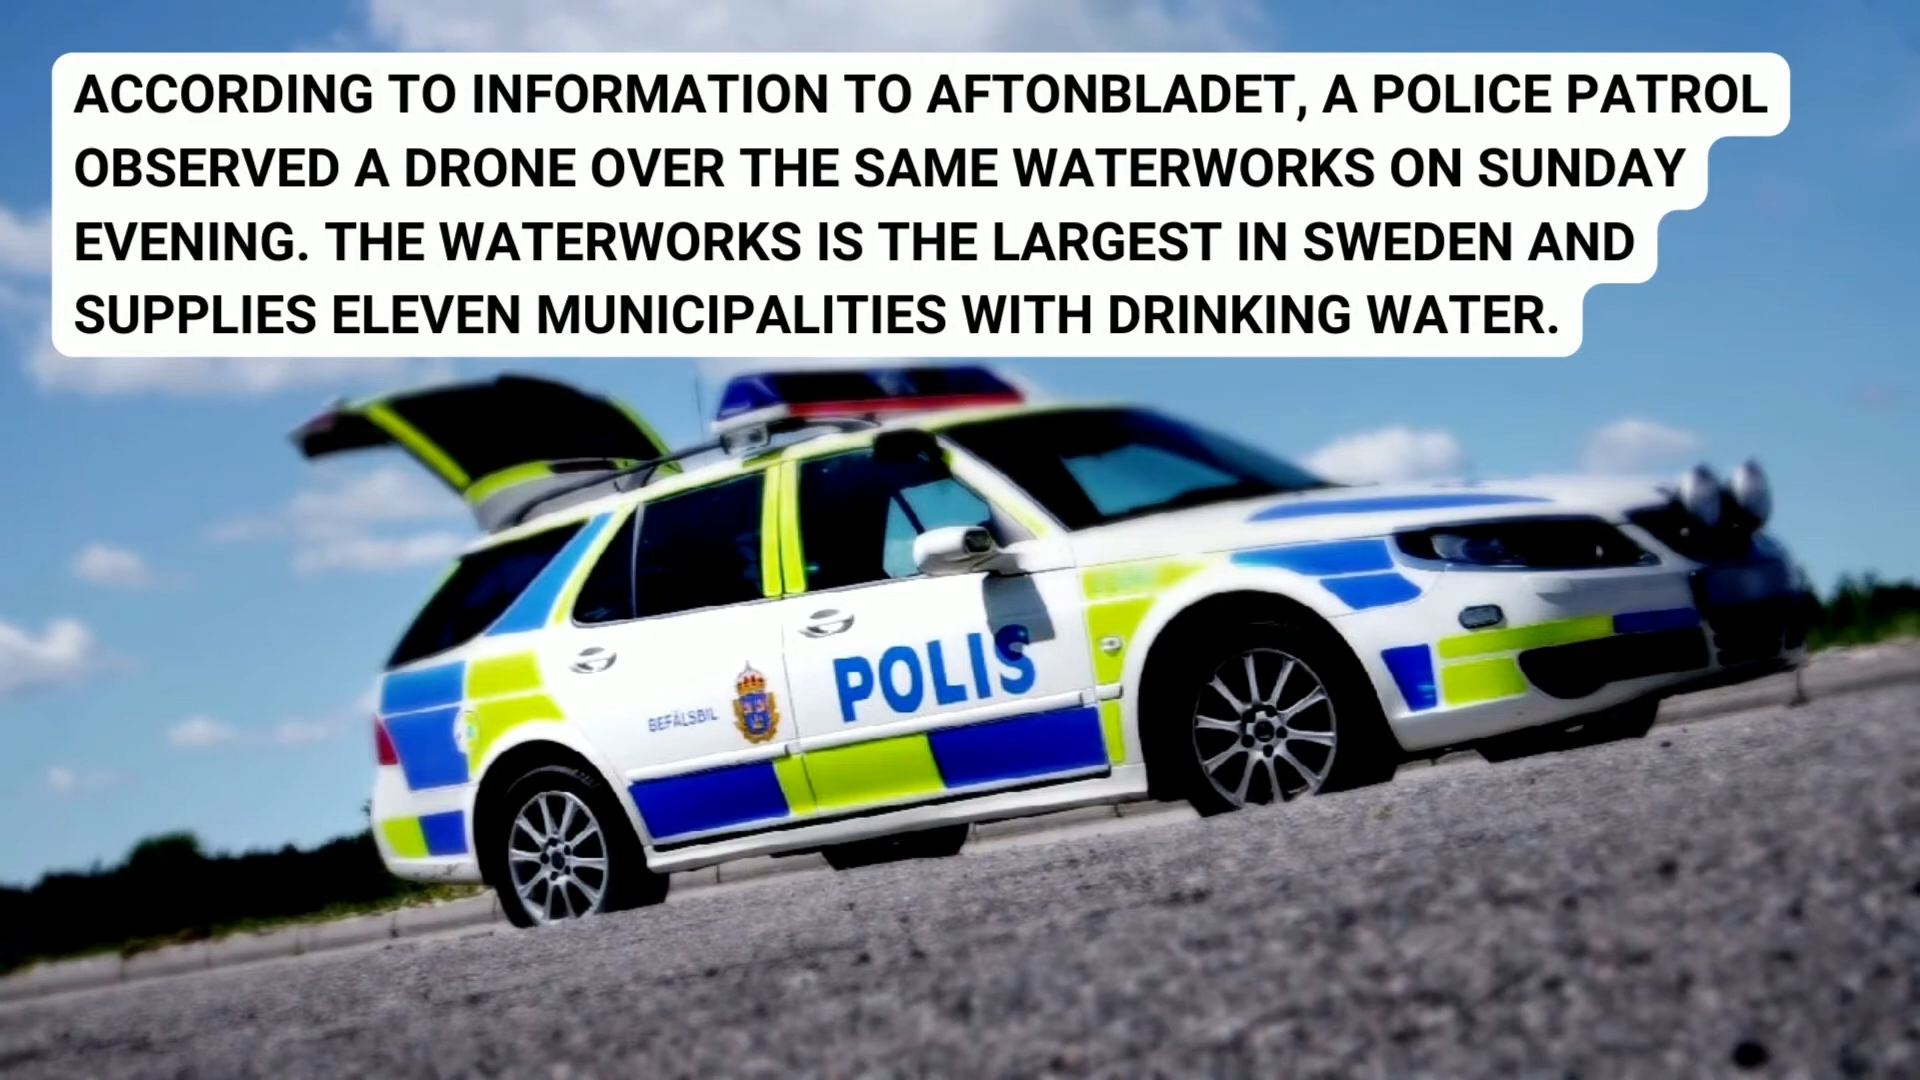 ACCORDING TO INFORMATION TO AFTONBLADET, A POLICE PATROL
OBSERVED A DRONE OVER THE SAME WATERWORKS ON SUNDAY
EVENING. THE WATERWORKS IS THE LARGEST IN SWEDEN AND
SUPPLIES ELEVEN MUNICIPALITIES WITH DRINKING WATER.
POLIS
BEFÄLSBIL